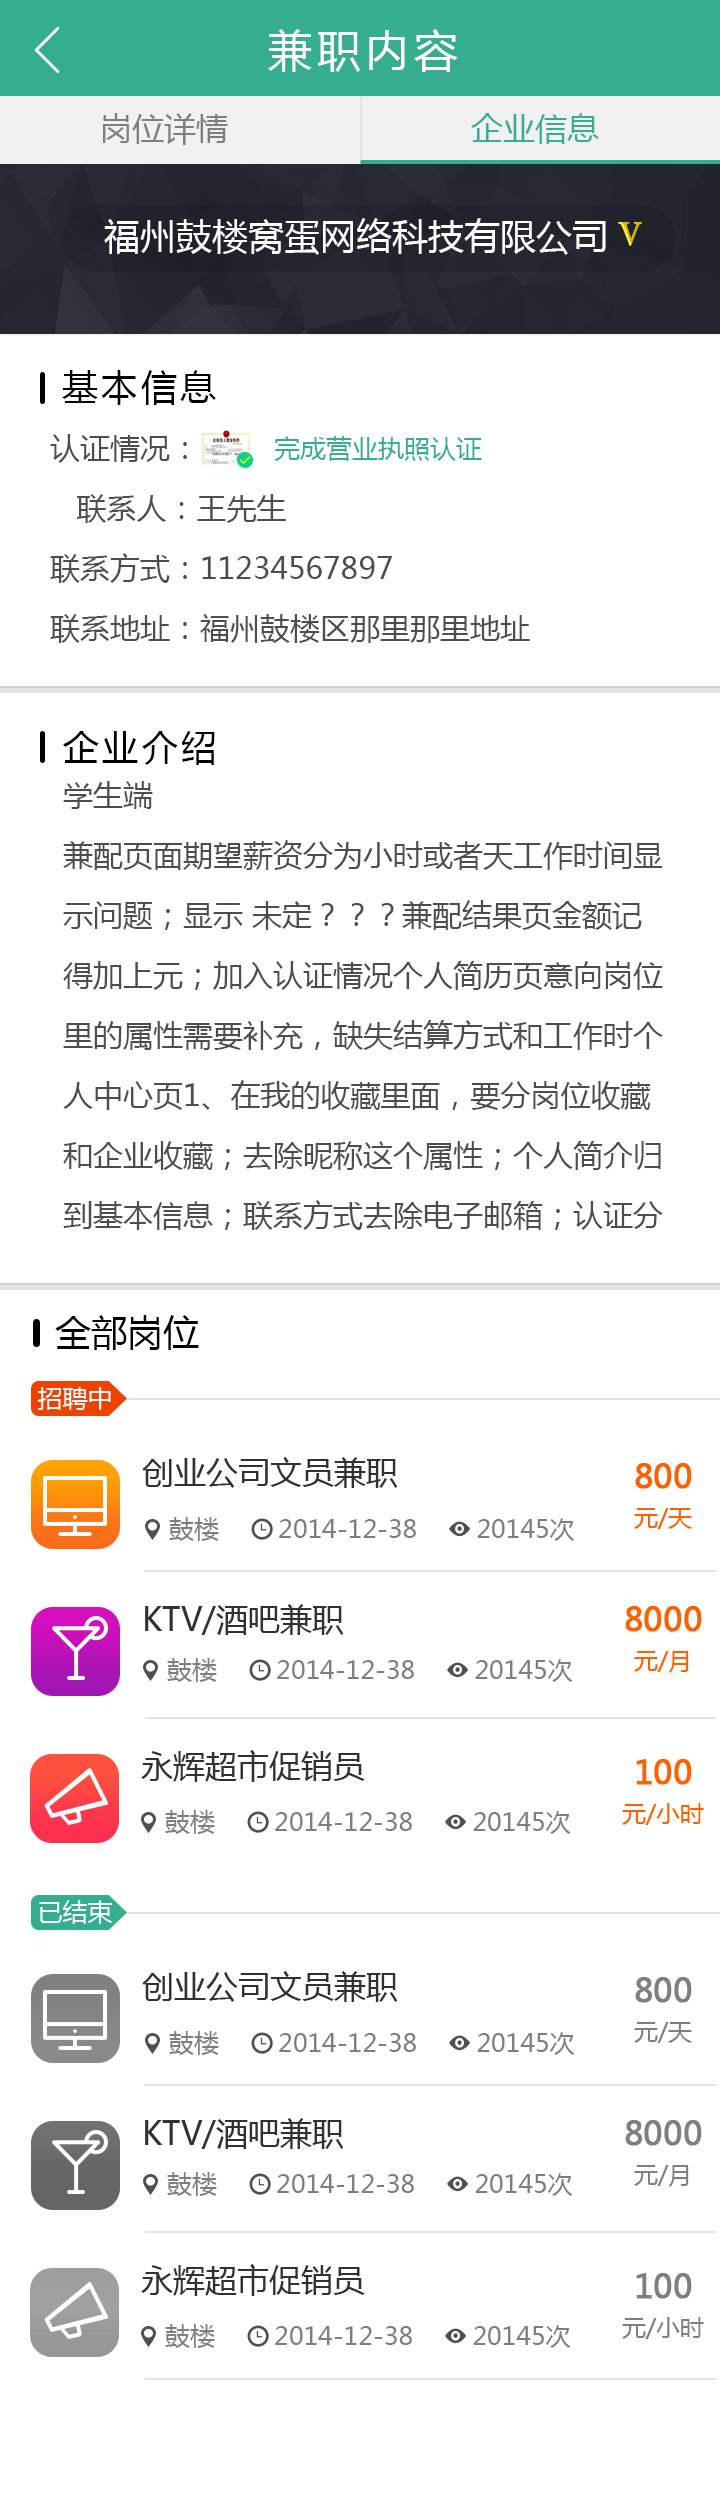 兼职内容
岗位详情 企业信息
福州鼓楼窝蛋网络科技有限公司 V
基本信息
认证情况： 完成营业执照认证
联系人：王先生
联系方式：11234567897
联系地址：福州鼓楼区那里那里地址
企业介绍
学生端
兼配页面期望薪资分为小时或者天工作时间显
示问题；显示 未定？？？兼配结果页金额记
得加上元；加入认证情况个人简历页意向岗位
里的属性需要补充，缺失结算方式和工作时个
人中心页1、在我的收藏里面，要分岗位收藏
和企业收藏；去除昵称这个属性；个人简介归
到基本信息；联系方式去除电子邮箱；认证分
全部岗位
招聘中
创业公司文员兼职 800
鼓楼 2014-12-38 20145次 元/天
KTV/酒吧兼职 8000
鼓楼 2014-12-38 20145次 元/月
永辉超市促销员 100
鼓楼 2014-12-38 20145次 元/小时
已结束
创业公司文员兼职 800
鼓楼 2014-12-38 20145次 元/天
KTV/酒吧兼职 8000
鼓楼 2014-12-38 20145次 元/月
永辉超市促销员 100
鼓楼 2014-12-38 20145次 元/小时